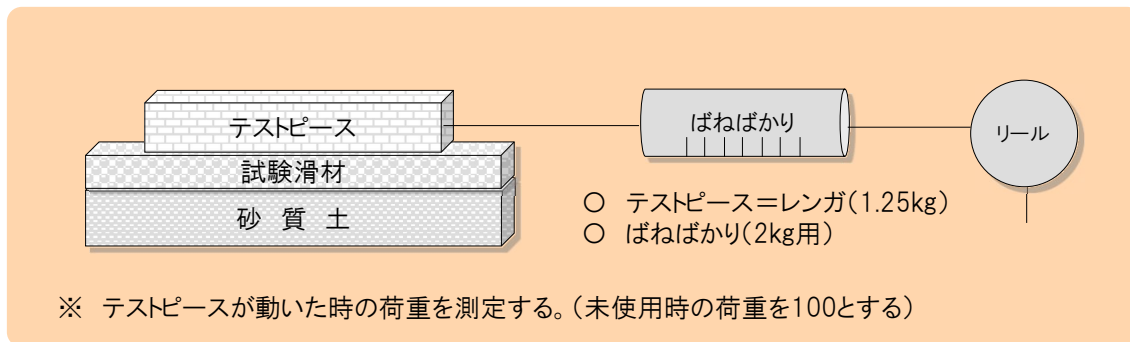 テストピース
ばねばかり
リール
試験滑材
砂 質 土
○ テストピース=レンガ(1.25kg)
○ ばねばかり(2kg用)
※ テストピースが動いた時の荷重を測定する。(未使用時の荷重を100とする)